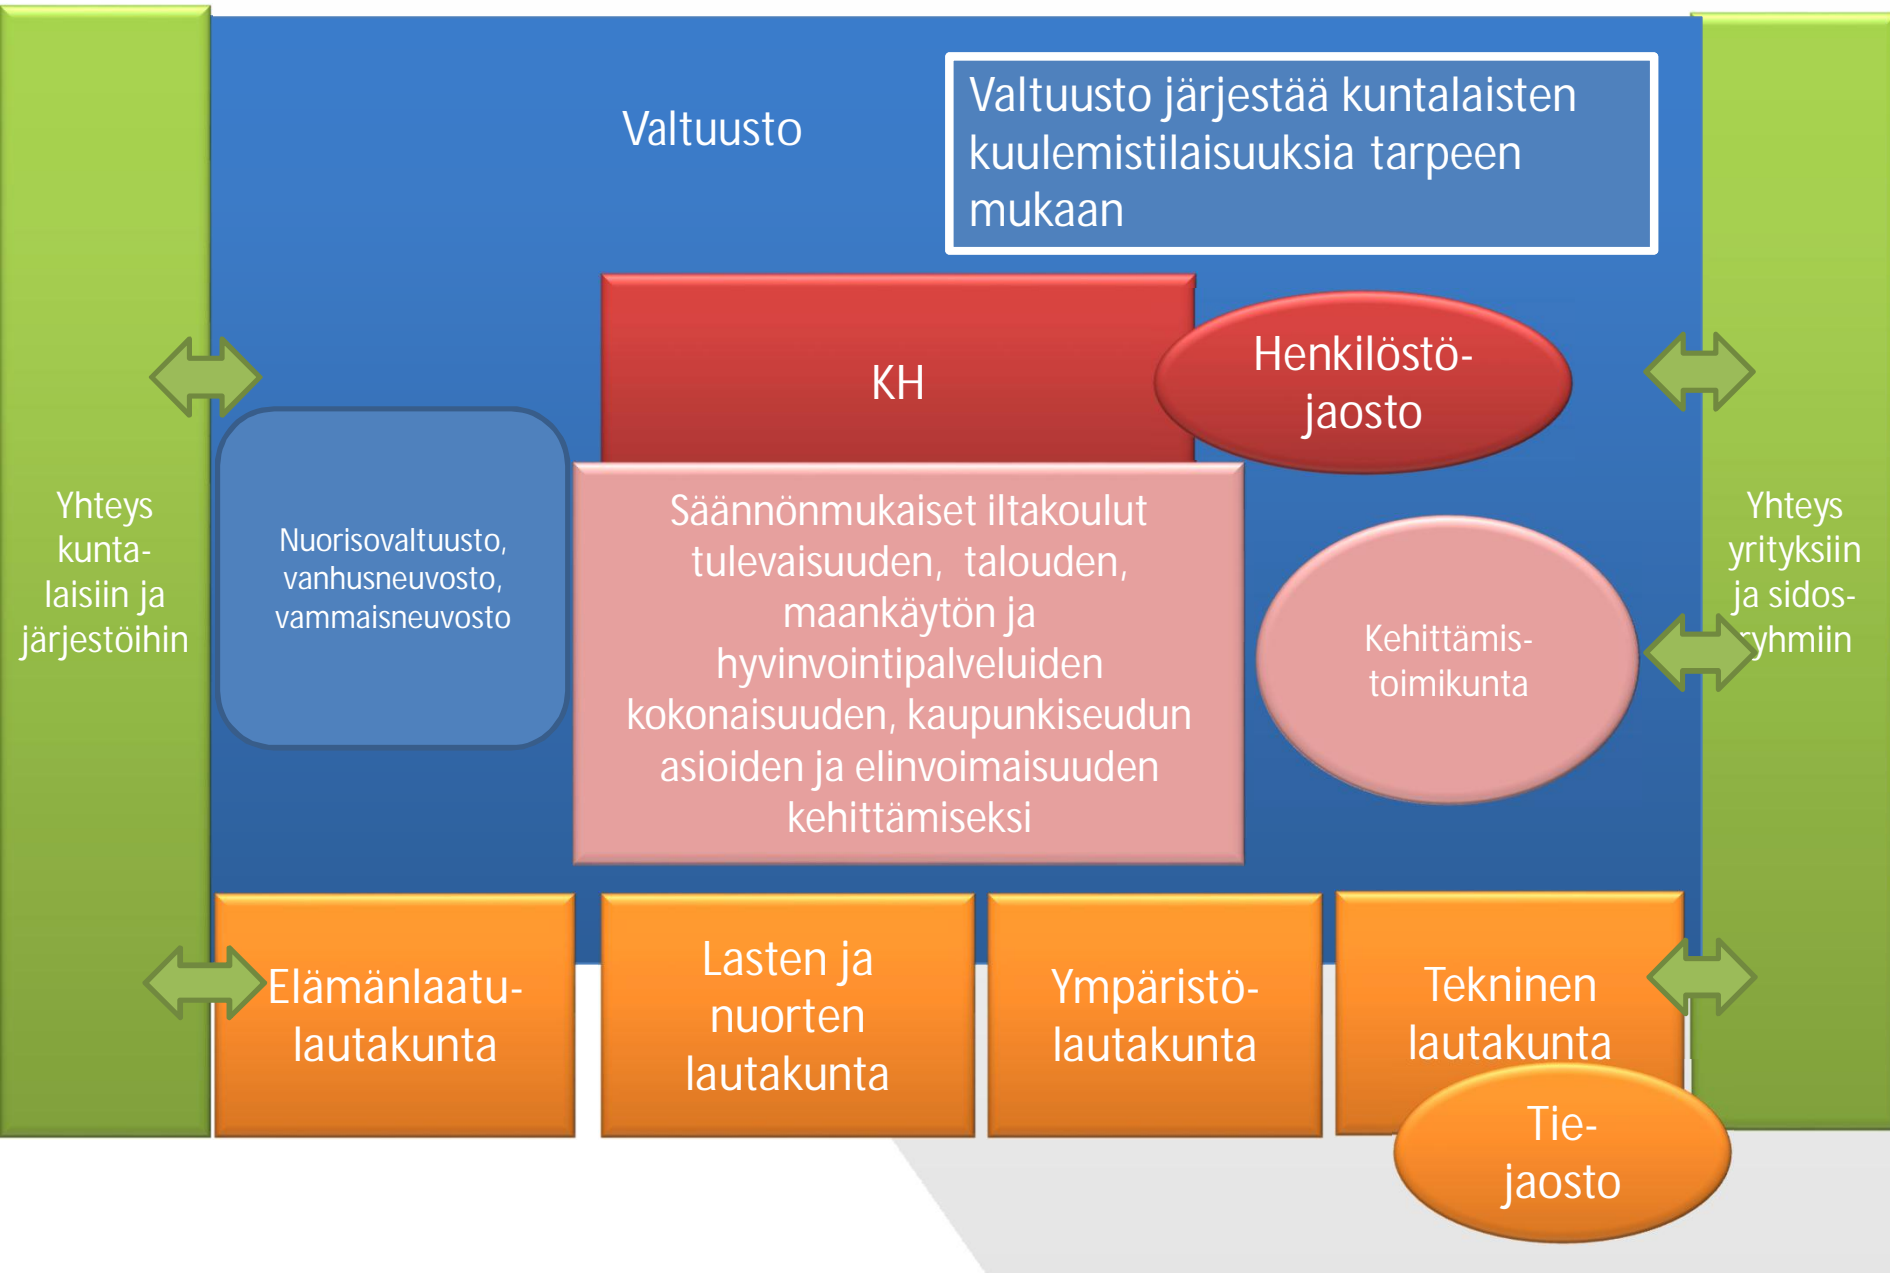 Valtuusto
Valtuusto järjestää kuntalaisten
kuulemistilaisuuksia tarpeen
mukaan
KH
Henkilöstö-
jaosto
Yhteys
kunta-
laisiin ja
järjestöihin
Nuorisovaltuusto,
vanhusneuvosto,
vammaisneuvosto
Säännönmukaiset iltakoulut
tulevaisuuden, talouden,
maankäytön ja
hyvinvointipalveluiden
kokonaisuuden, kaupunkiseudun
asioiden ja elinvoimaisuuden
kehittämiseksi
Kehittämis-
toimikunta
Yhteys
yrityksiin
ja sidos-
ryhmiin
Elämänlaatu-
lautakunta
Lasten ja
nuorten
lautakunta
Ympäristö-
lautakunta
Tekninen
lautakunta
Tie-
jaosto